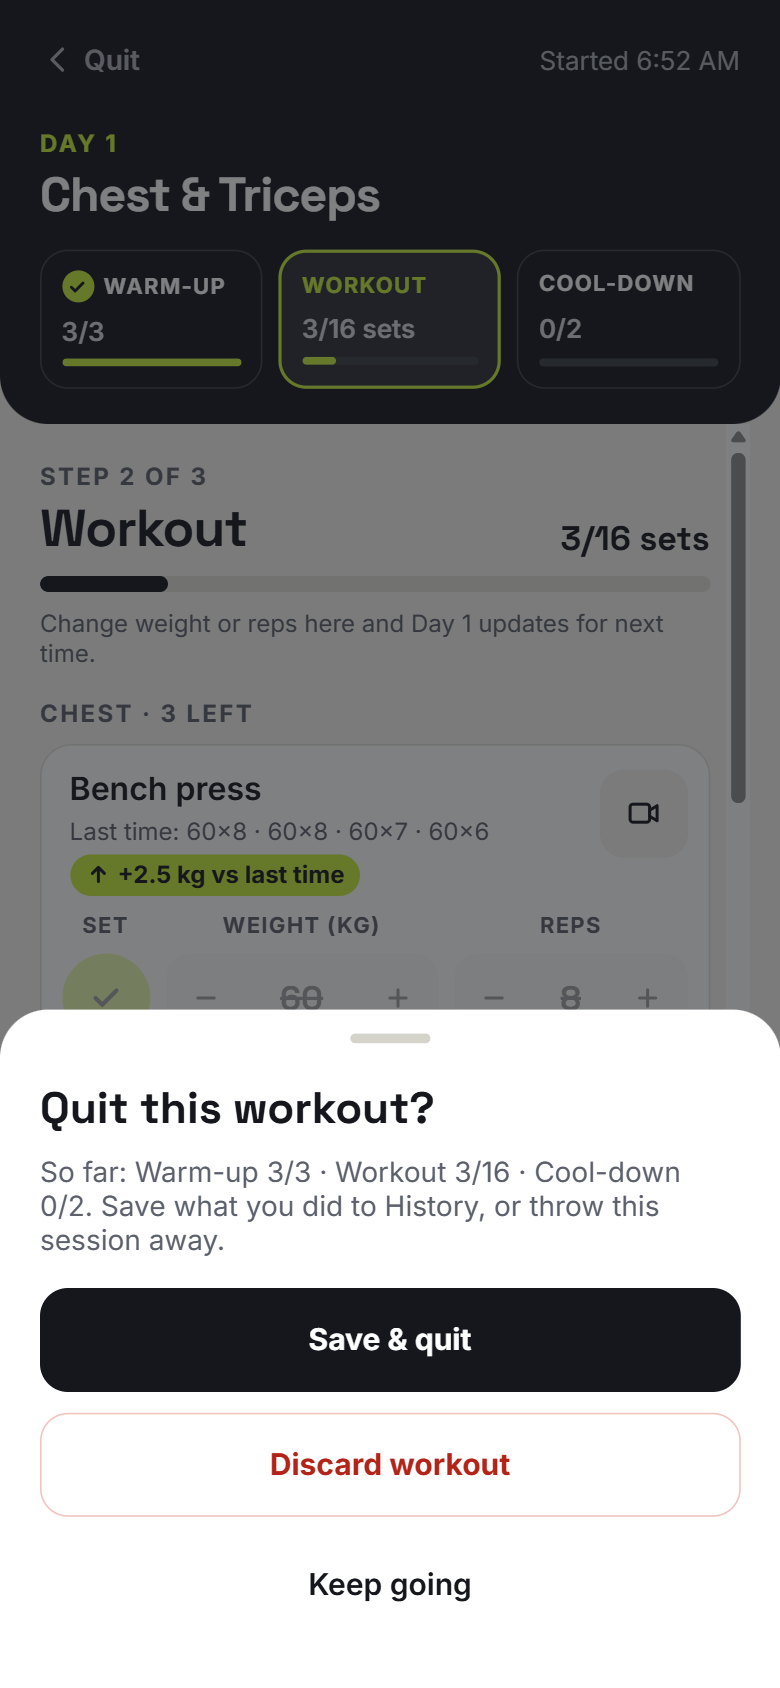 Quit
Started 6:52 AM
DAY 1
Chest & Triceps
WARM-UP
3/3
WORKOUT
3/16 sets
COOL-DOWN
0/2
STEP 2 OF 3
Workout
3/16 sets
Change weight or reps here and Day 1 updates for next
time.
CHEST · 3 LEFT
Bench press
Last time: 60×8 · 60×8 · 60×7 · 60×6
↑ +2.5 kg vs last time
SET WEIGHT (KG) REPS
− 60 + − 8 +
Quit this workout?
So far: Warm-up 3/3 · Workout 3/16 · Cool-down
0/2. Save what you did to History, or throw this
session away.
Save & quit
Discard workout
Keep going